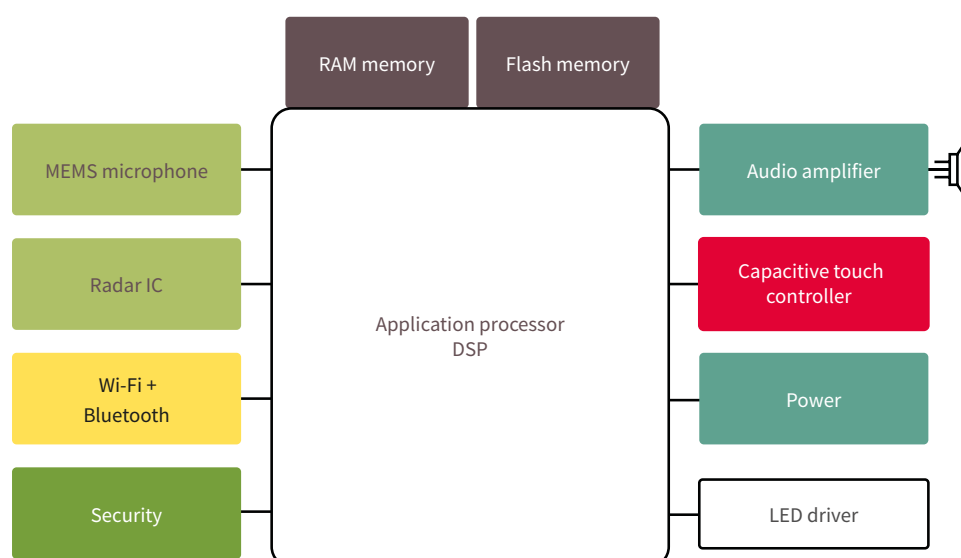 RAM memory
Flash memory
MEMS microphone
Audio amplifier
Radar IC
Capacitive touch
controller
Application processor
DSP
Wi-Fi +
Bluetooth
Power
Security
LED driver